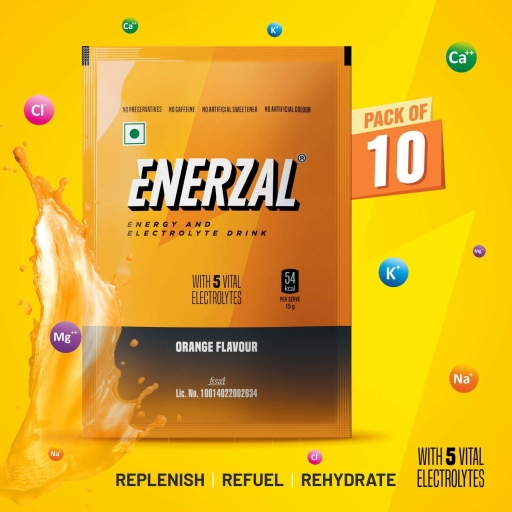 Ca++
K+
Ca++
Cl-
NO PRESERVATIVES NO CAFFEINE NO ARTIFICIAL SWEETENER NO ARTIFICIAL COLOUR
PACK OF
10
ENERZAL®
ENERGY AND
ELECTROLYTE DRINK
Mg++
K+
WITH 5 VITAL
ELECTROLYTES
54
kcal
PER SERVE
15 g
Mg++
ORANGE FLAVOUR
Na+
fssai
Lic. No. 10014022002634
Na+
Cl-
WITH 5 VITAL
ELECTROLYTES
REPLENISH | REFUEL | REHYDRATE